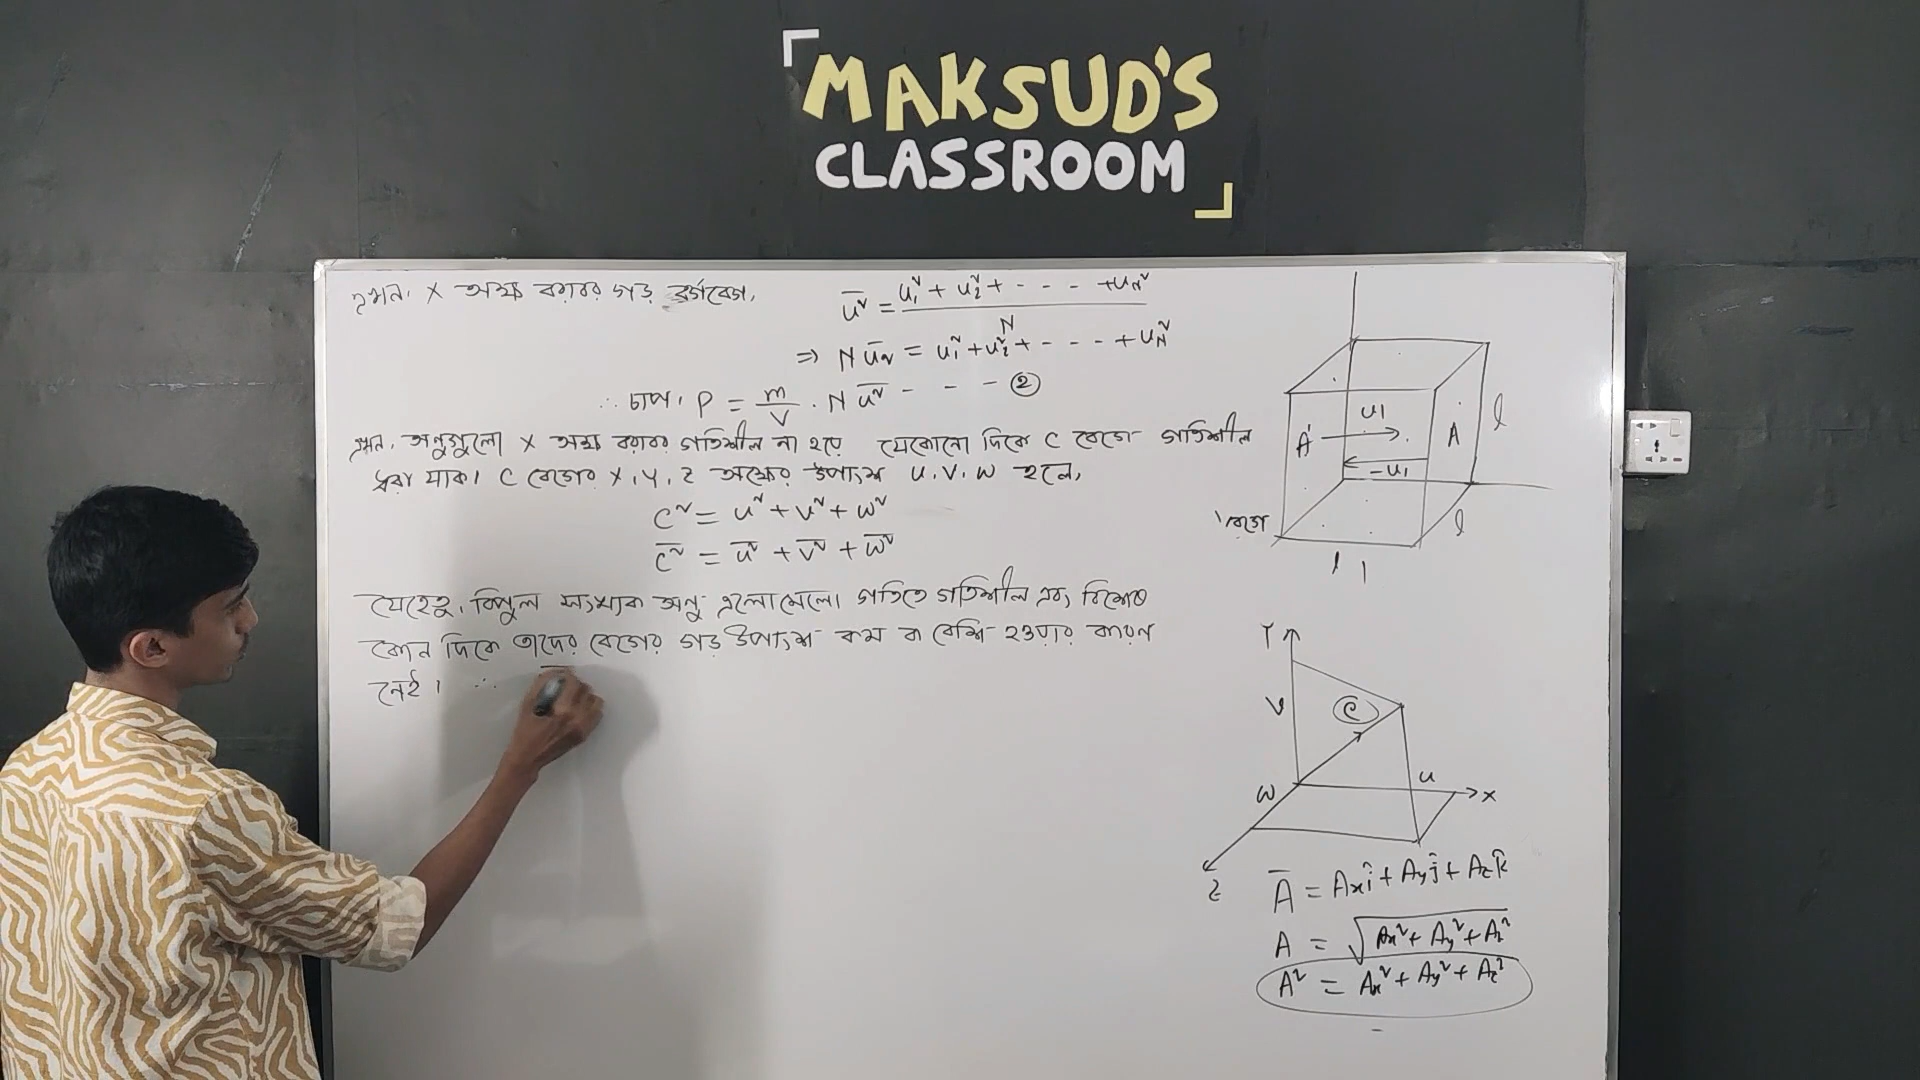 MAKSUD'S
CLASSROOM
এখন, x অক্ষ বরাবর গড় বর্গবেগ,
u̅² = (u₁² + u₂² + - - - - + u_N²) / N
⇒ N u̅² = u₁² + u₂² + - - - - + u_N²
∴ চাপ, P = m/V . N u̅² - - - ②
এখন, অনুগুলো x অক্ষ বরাবর গতিশীল না হয়ে যেকোনো দিকে c বেগে গতিশীল
ধরা যাক। c বেগের x, y, z অক্ষের উপাংশ u, v, w হলে,
c² = u² + v² + w²
c̅² = u̅² + v̅² + w̅²
যেহেতু, বিপুল সংখ্যক অনু এলোমেলো গতিতে গতিশীল এবং বিশেষ
কোন দিকে তাদের বেগের গড় উপাংশ কম বা বেশি হওয়ার কারণ
নেই। ∴
A' u₁ A l
-u₁
বেগে l
l
Y
V c
u
w x
z
A̅ = Axî + Ayĵ + Azk̂
A = √(Ax² + Ay² + Az²)
A² = Ax² + Ay² + Az²